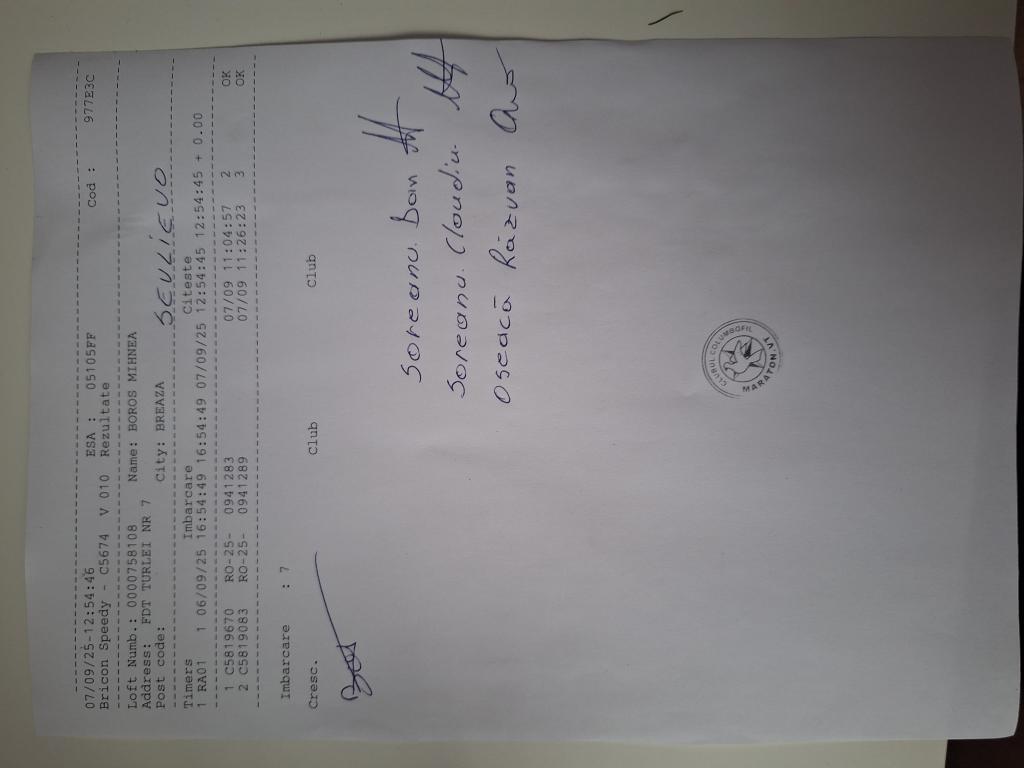 07/09/25-12:54:46 ESA : 05105FF Cod : 977E3C
Bricon Speedy - C5674 V 010 Rezultate
Loft Numb.: 0000758108 Name: BOROS MIHNEA
Address: FDT TURLEI NR 7
Post code: City: BREAZA SEVLIEVO
Timers Imbarcare Citeste
1 RA01 1 06/09/25 16:54:49 16:54:49 07/09/25 12:54:45 12:54:45 + 0.00
1 C5819670 RO-25- 0941283 07/09 11:04:57 2 OK
2 C5819083 RO-25- 0941289 07/09 11:26:23 3 OK
Imbarcare : 7
Cresc. Club Club
Soreanu Dan
Soreanu Claudiu
Oseacă Răzvan
CLUBUL COLUMBOFIL
MARATON VT